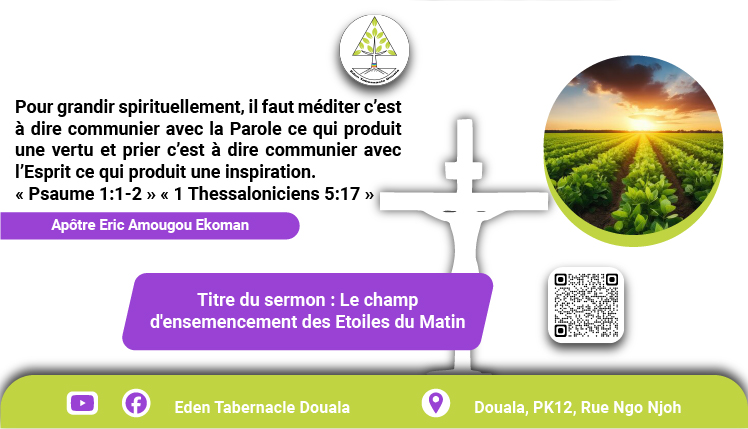 Eden Tabernacle Douala
Pour grandir spirituellement, il faut méditer c’est
à dire communier avec la Parole ce qui produit
une vertu et prier c’est à dire communier avec
l’Esprit ce qui produit une inspiration.
« Psaume 1:1-2 » « 1 Thessaloniciens 5:17 »
Apôtre Eric Amougou Ekoman
Titre du sermon : Le champ
d'ensemencement des Etoiles du Matin
Eden Tabernacle Douala
Douala, PK12, Rue Ngo Njoh